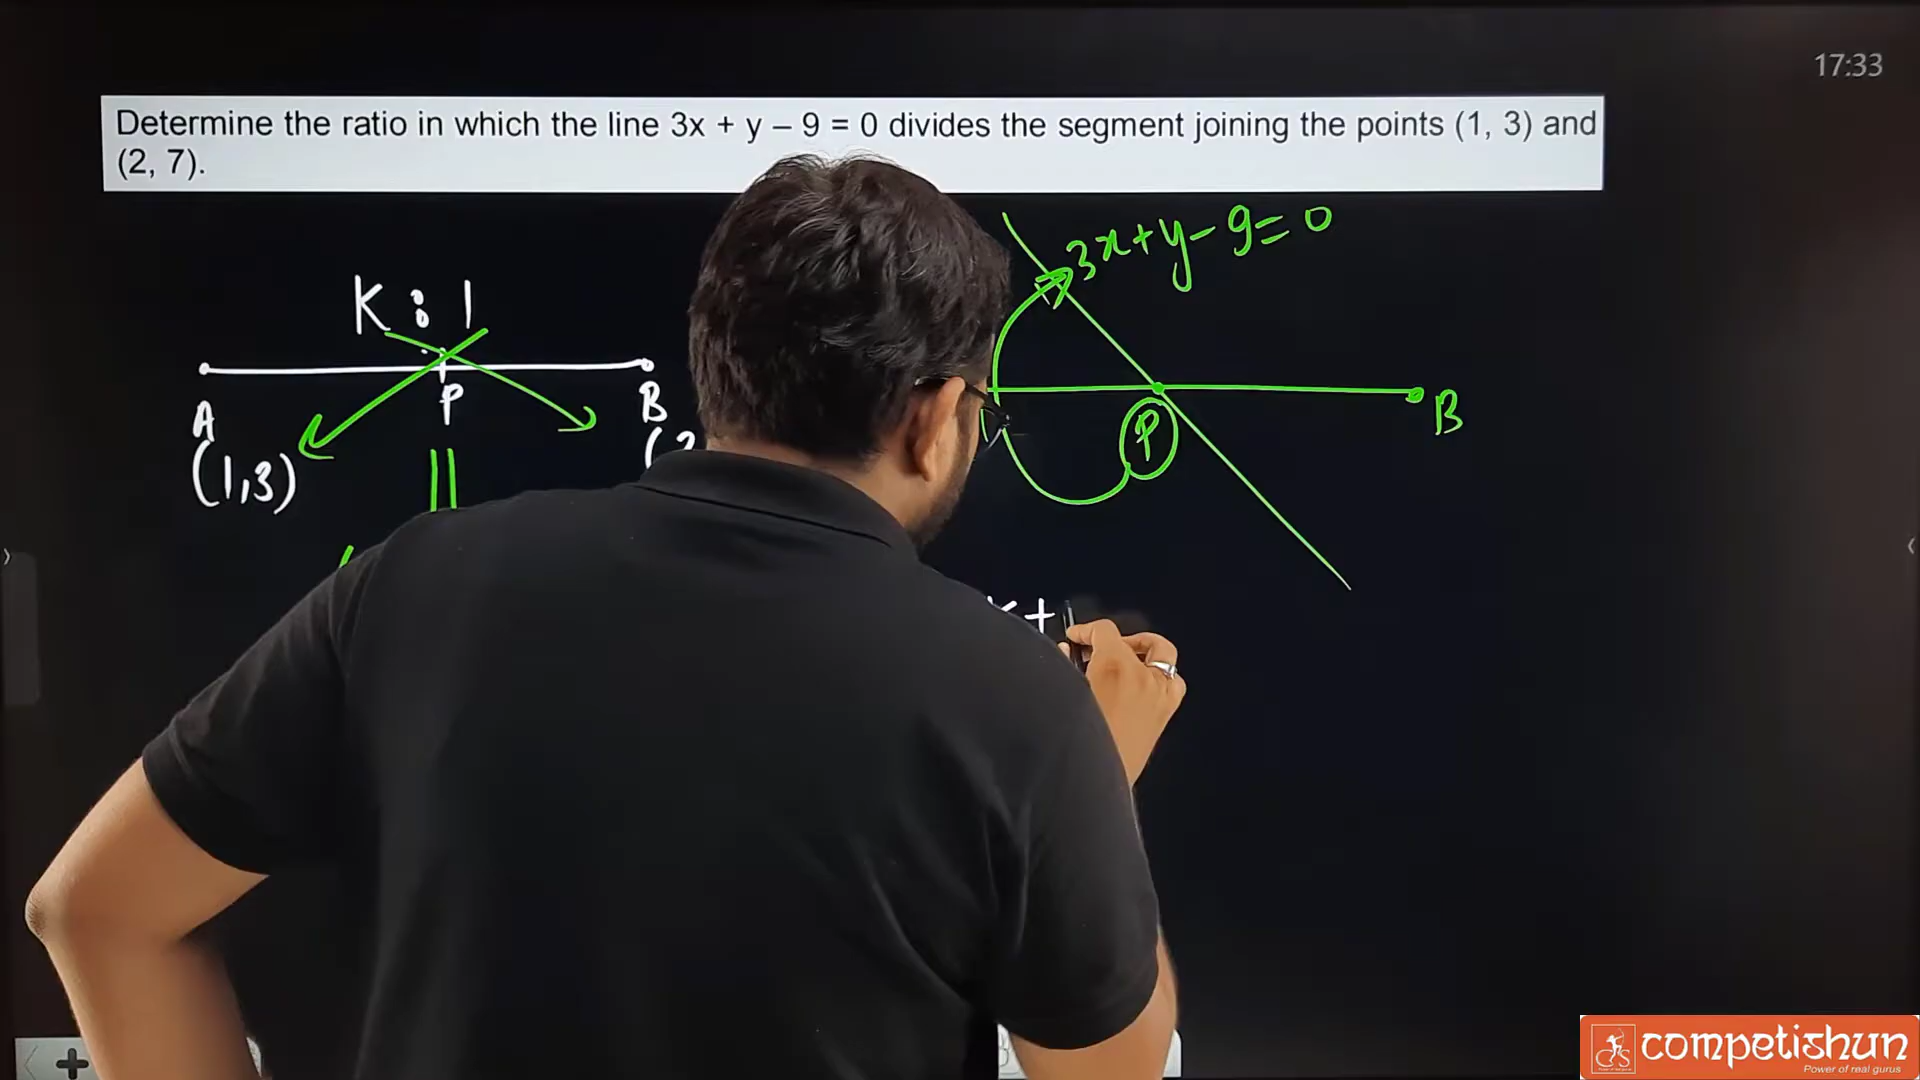 17:33
Determine the ratio in which the line 3x + y – 9 = 0 divides the segment joining the points (1, 3) and
(2, 7).
3x+y-9=0
K : 1
A
P
B
(1,3)
(2
P
B
+
competishun
Power of real gurus